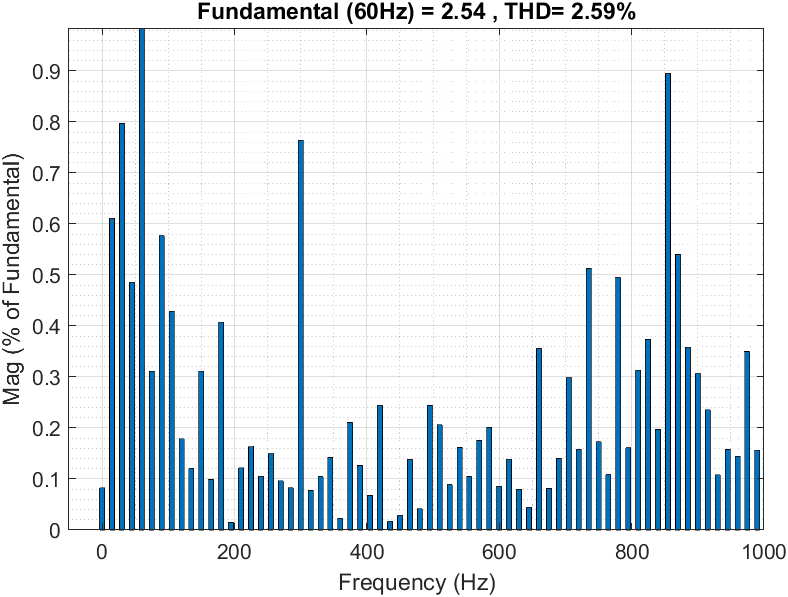 Fundamental (60Hz) = 2.54 , THD= 2.59%
Mag (% of Fundamental)
0.9
0.8
0.7
0.6
0.5
0.4
0.3
0.2
0.1
0
0 200 400 600 800 1000
Frequency (Hz)